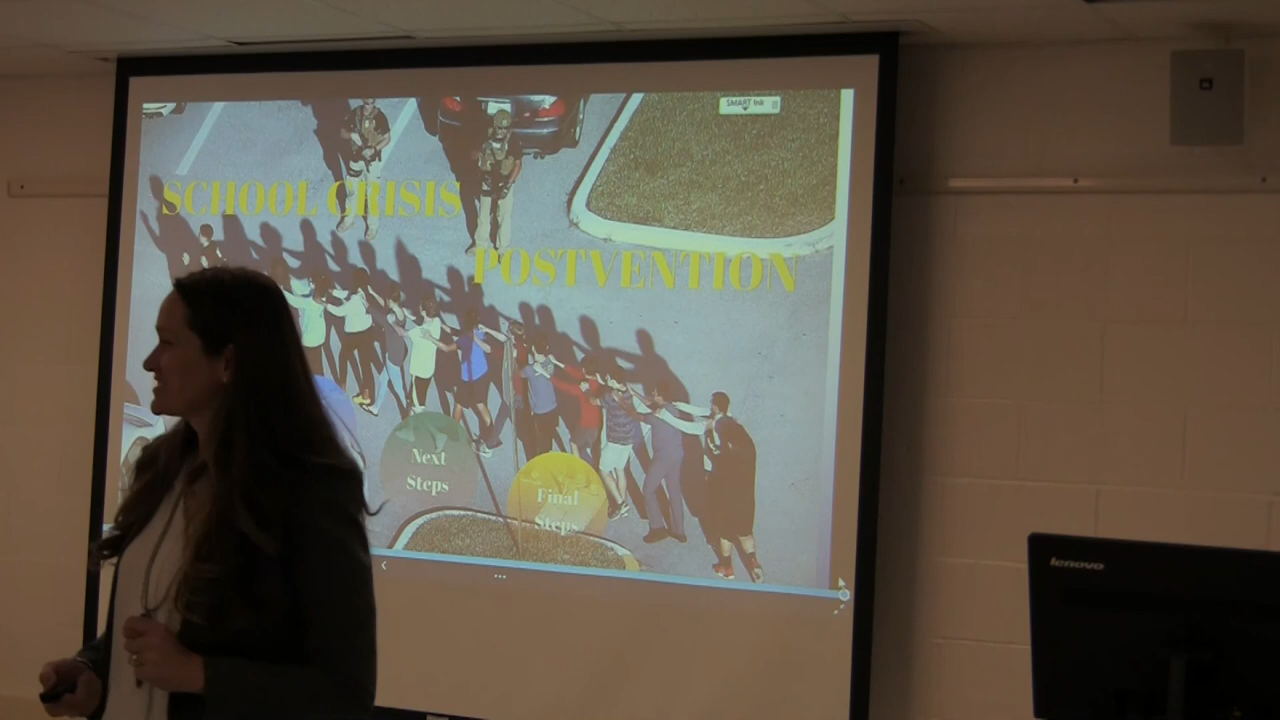 SMART Ink
SCHOOL CRISIS
POSTVENTION
Next
Steps
Final
Steps
lenovo